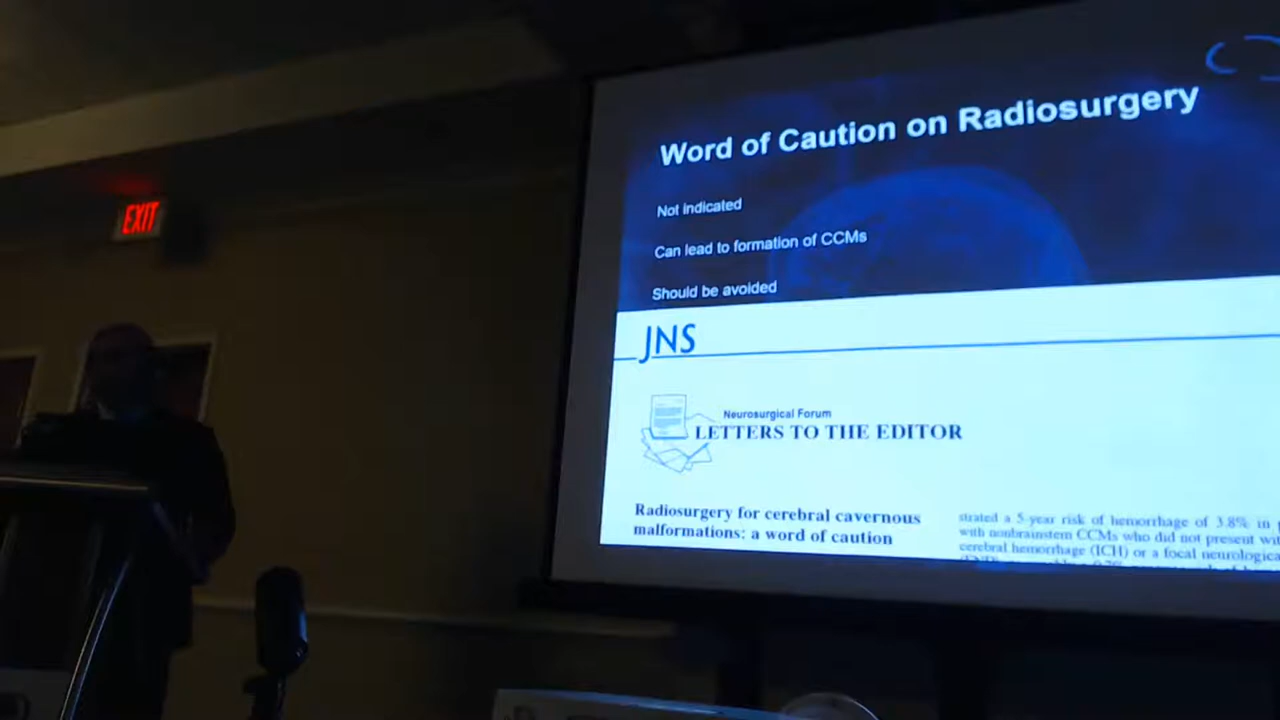 EXIT
Word of Caution on Radiosurgery
Not indicated
Can lead to formation of CCMs
Should be avoided
JNS
Neurosurgical Forum
LETTERS TO THE EDITOR
Radiosurgery for cerebral cavernous
malformations: a word of caution
strated a 5-year risk of hemorrhage of 3.8% in
with nonbrainstem CCMs who did not present
cerebral hemorrhage (ICH) or a focal